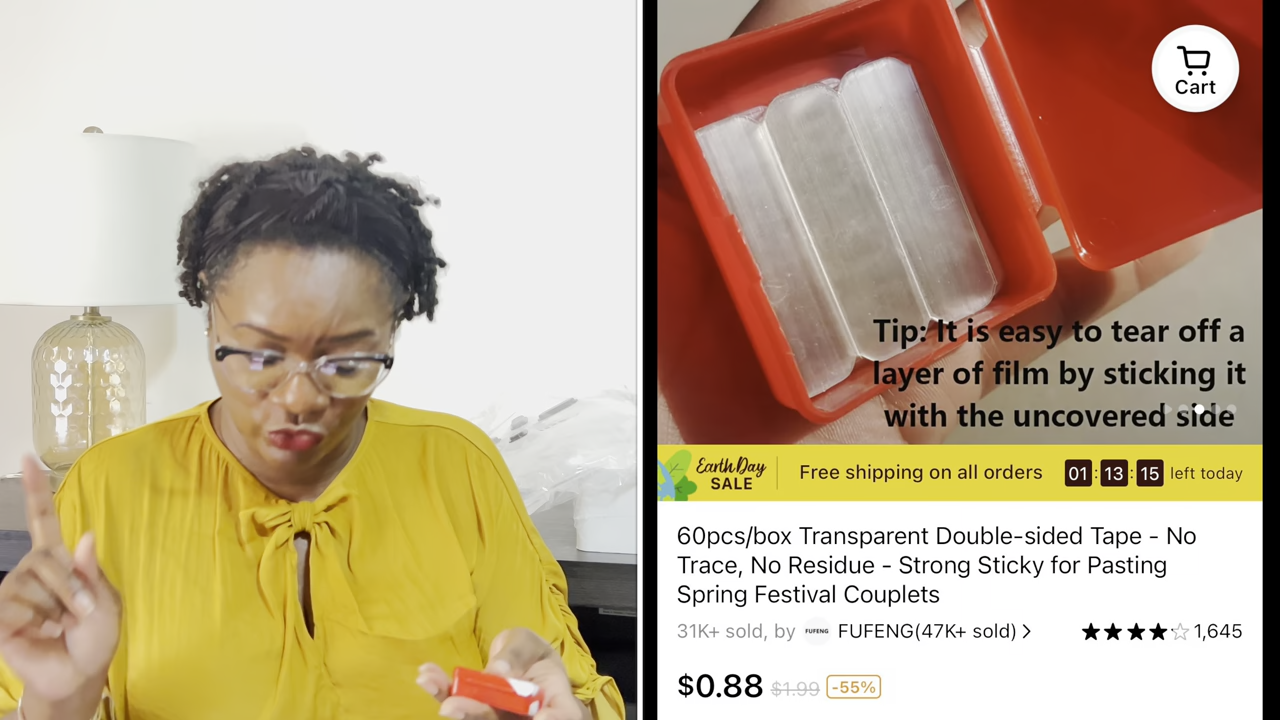 Cart
Tip: It is easy to tear off a
layer of film by sticking it
with the uncovered side
Earth Day
SALE
Free shipping on all orders
01:13:15 left today
60pcs/box Transparent Double-sided Tape - No
Trace, No Residue - Strong Sticky for Pasting
Spring Festival Couplets
31K+ sold, by FUFENG FUFENG(47K+ sold) >
★★★★☆ 1,645
$0.88 $1.99 -55%